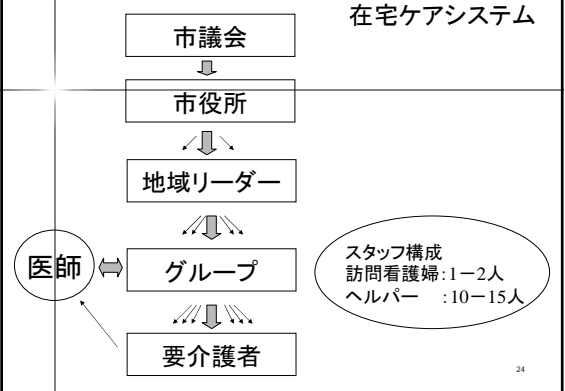 在宅ケアシステム
市議会
市役所
地域リーダー
医師
グループ
スタッフ構成
訪問看護婦:1－2人
ヘルパー　:10－15人
要介護者
24